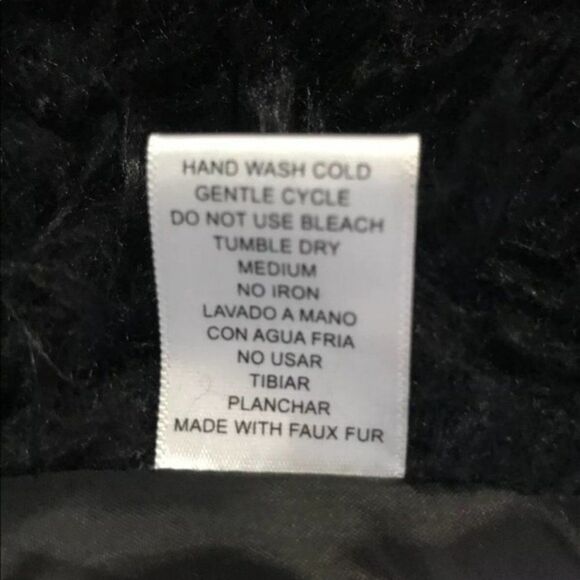 HAND WASH COLD
GENTLE CYCLE
DO NOT USE BLEACH
TUMBLE DRY
MEDIUM
NO IRON
LAVADO A MANO
CON AGUA FRIA
NO USAR
TIBIAR
PLANCHAR
MADE WITH FAUX FUR